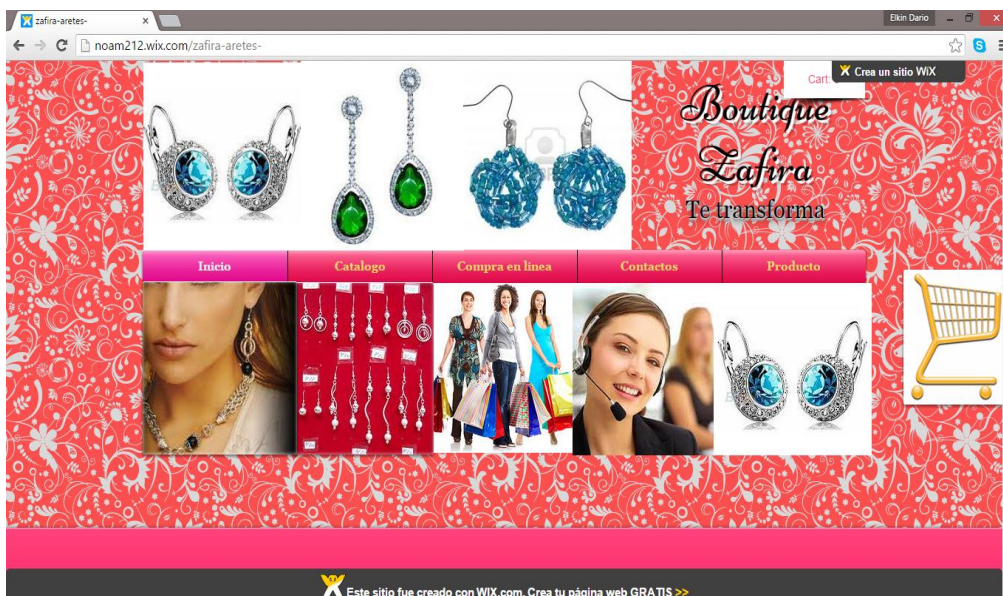 zafira-aretes-
Elkin Dario
noam212.wix.com/zafira-aretes-
Cart:
Crea un sitio WiX
Boutique
Zafira
Te transforma
Inicio
Catalogo
Compra en línea
Contactos
Producto
Este sitio fue creado con WIX.com. Crea tu página web GRATIS >>